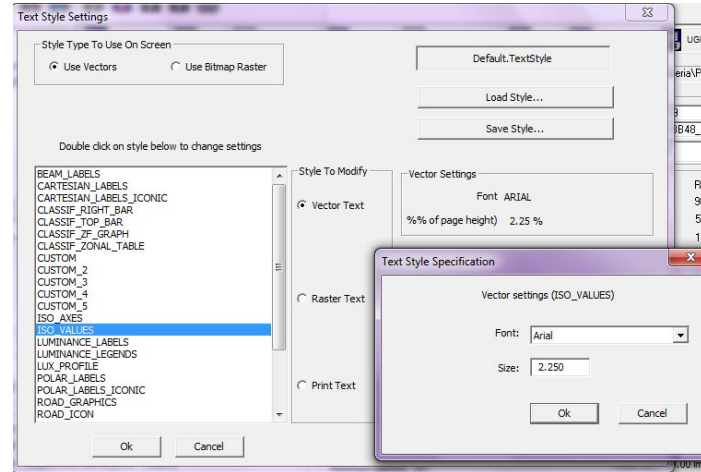 Text Style Settings
Style Type To Use On Screen
Use Vectors
Use Bitmap Raster
Default.TextStyle
Load Style...
Save Style...
Double click on style below to change settings
BEAM_LABELS
CARTESIAN_LABELS
CARTESIAN_LABELS_ICONIC
CLASSIF_RIGHT_BAR
CLASSIF_TOP_BAR
CLASSIF_ZF_GRAPH
CLASSIF_ZONAL_TABLE
CUSTOM
CUSTOM_2
CUSTOM_3
CUSTOM_4
CUSTOM_5
ISO_AXES
ISO_VALUES
LUMINANCE_LABELS
LUMINANCE_LEGENDS
LUX_PROFILE
POLAR_LABELS
POLAR_LABELS_ICONIC
ROAD_GRAPHICS
ROAD_ICON
Style To Modify
Vector Text
Raster Text
Print Text
Vector Settings
Font ARIAL
%% of page height) 2.25 %
Text Style Specification
Vector settings (ISO_VALUES)
Font: Arial
Size: 2.250
Ok Cancel
Ok Cancel